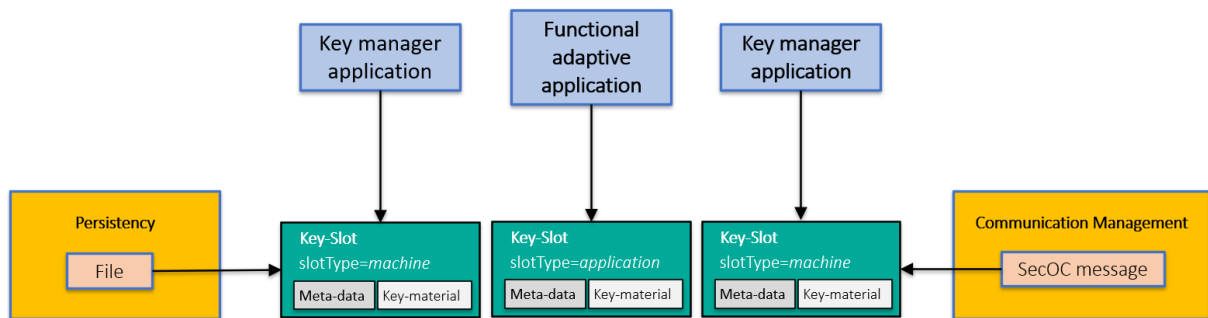 Key manager
application
Functional
adaptive
application
Key manager
application
Persistency
File
Key-Slot
slotType=machine
Meta-data
Key-material
Key-Slot
slotType=application
Meta-data
Key-material
Key-Slot
slotType=machine
Meta-data
Key-material
Communication Management
SecOC message